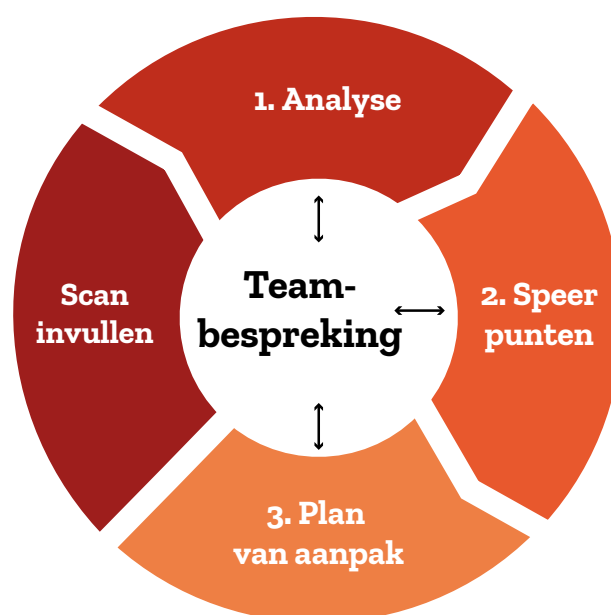 1. Analyse
Scan
invullen
Team-
bespreking
2. Speer
punten
3. Plan
van aanpak